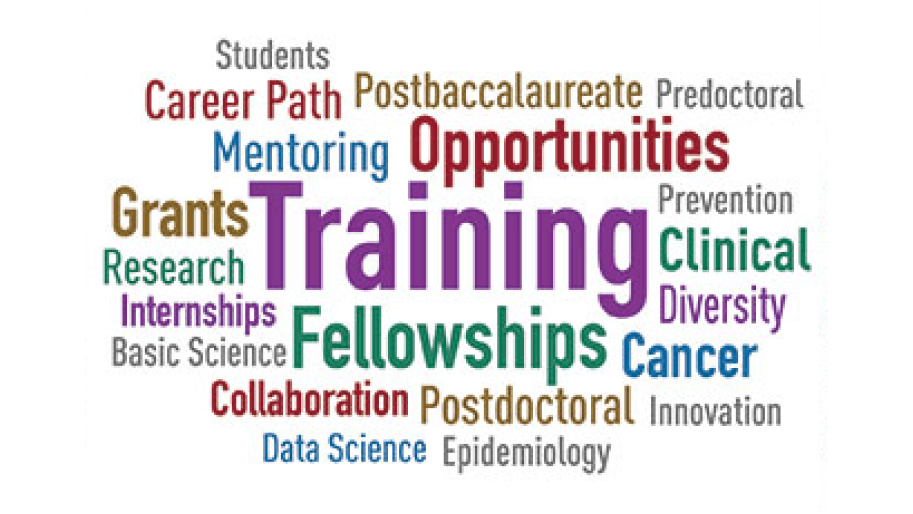 Students
Career Path
Postbaccalaureate
Predoctoral
Mentoring
Opportunities
Grants
Training
Prevention
Research
Clinical
Internships
Diversity
Basic Science
Fellowships
Cancer
Collaboration
Postdoctoral
Innovation
Data Science
Epidemiology